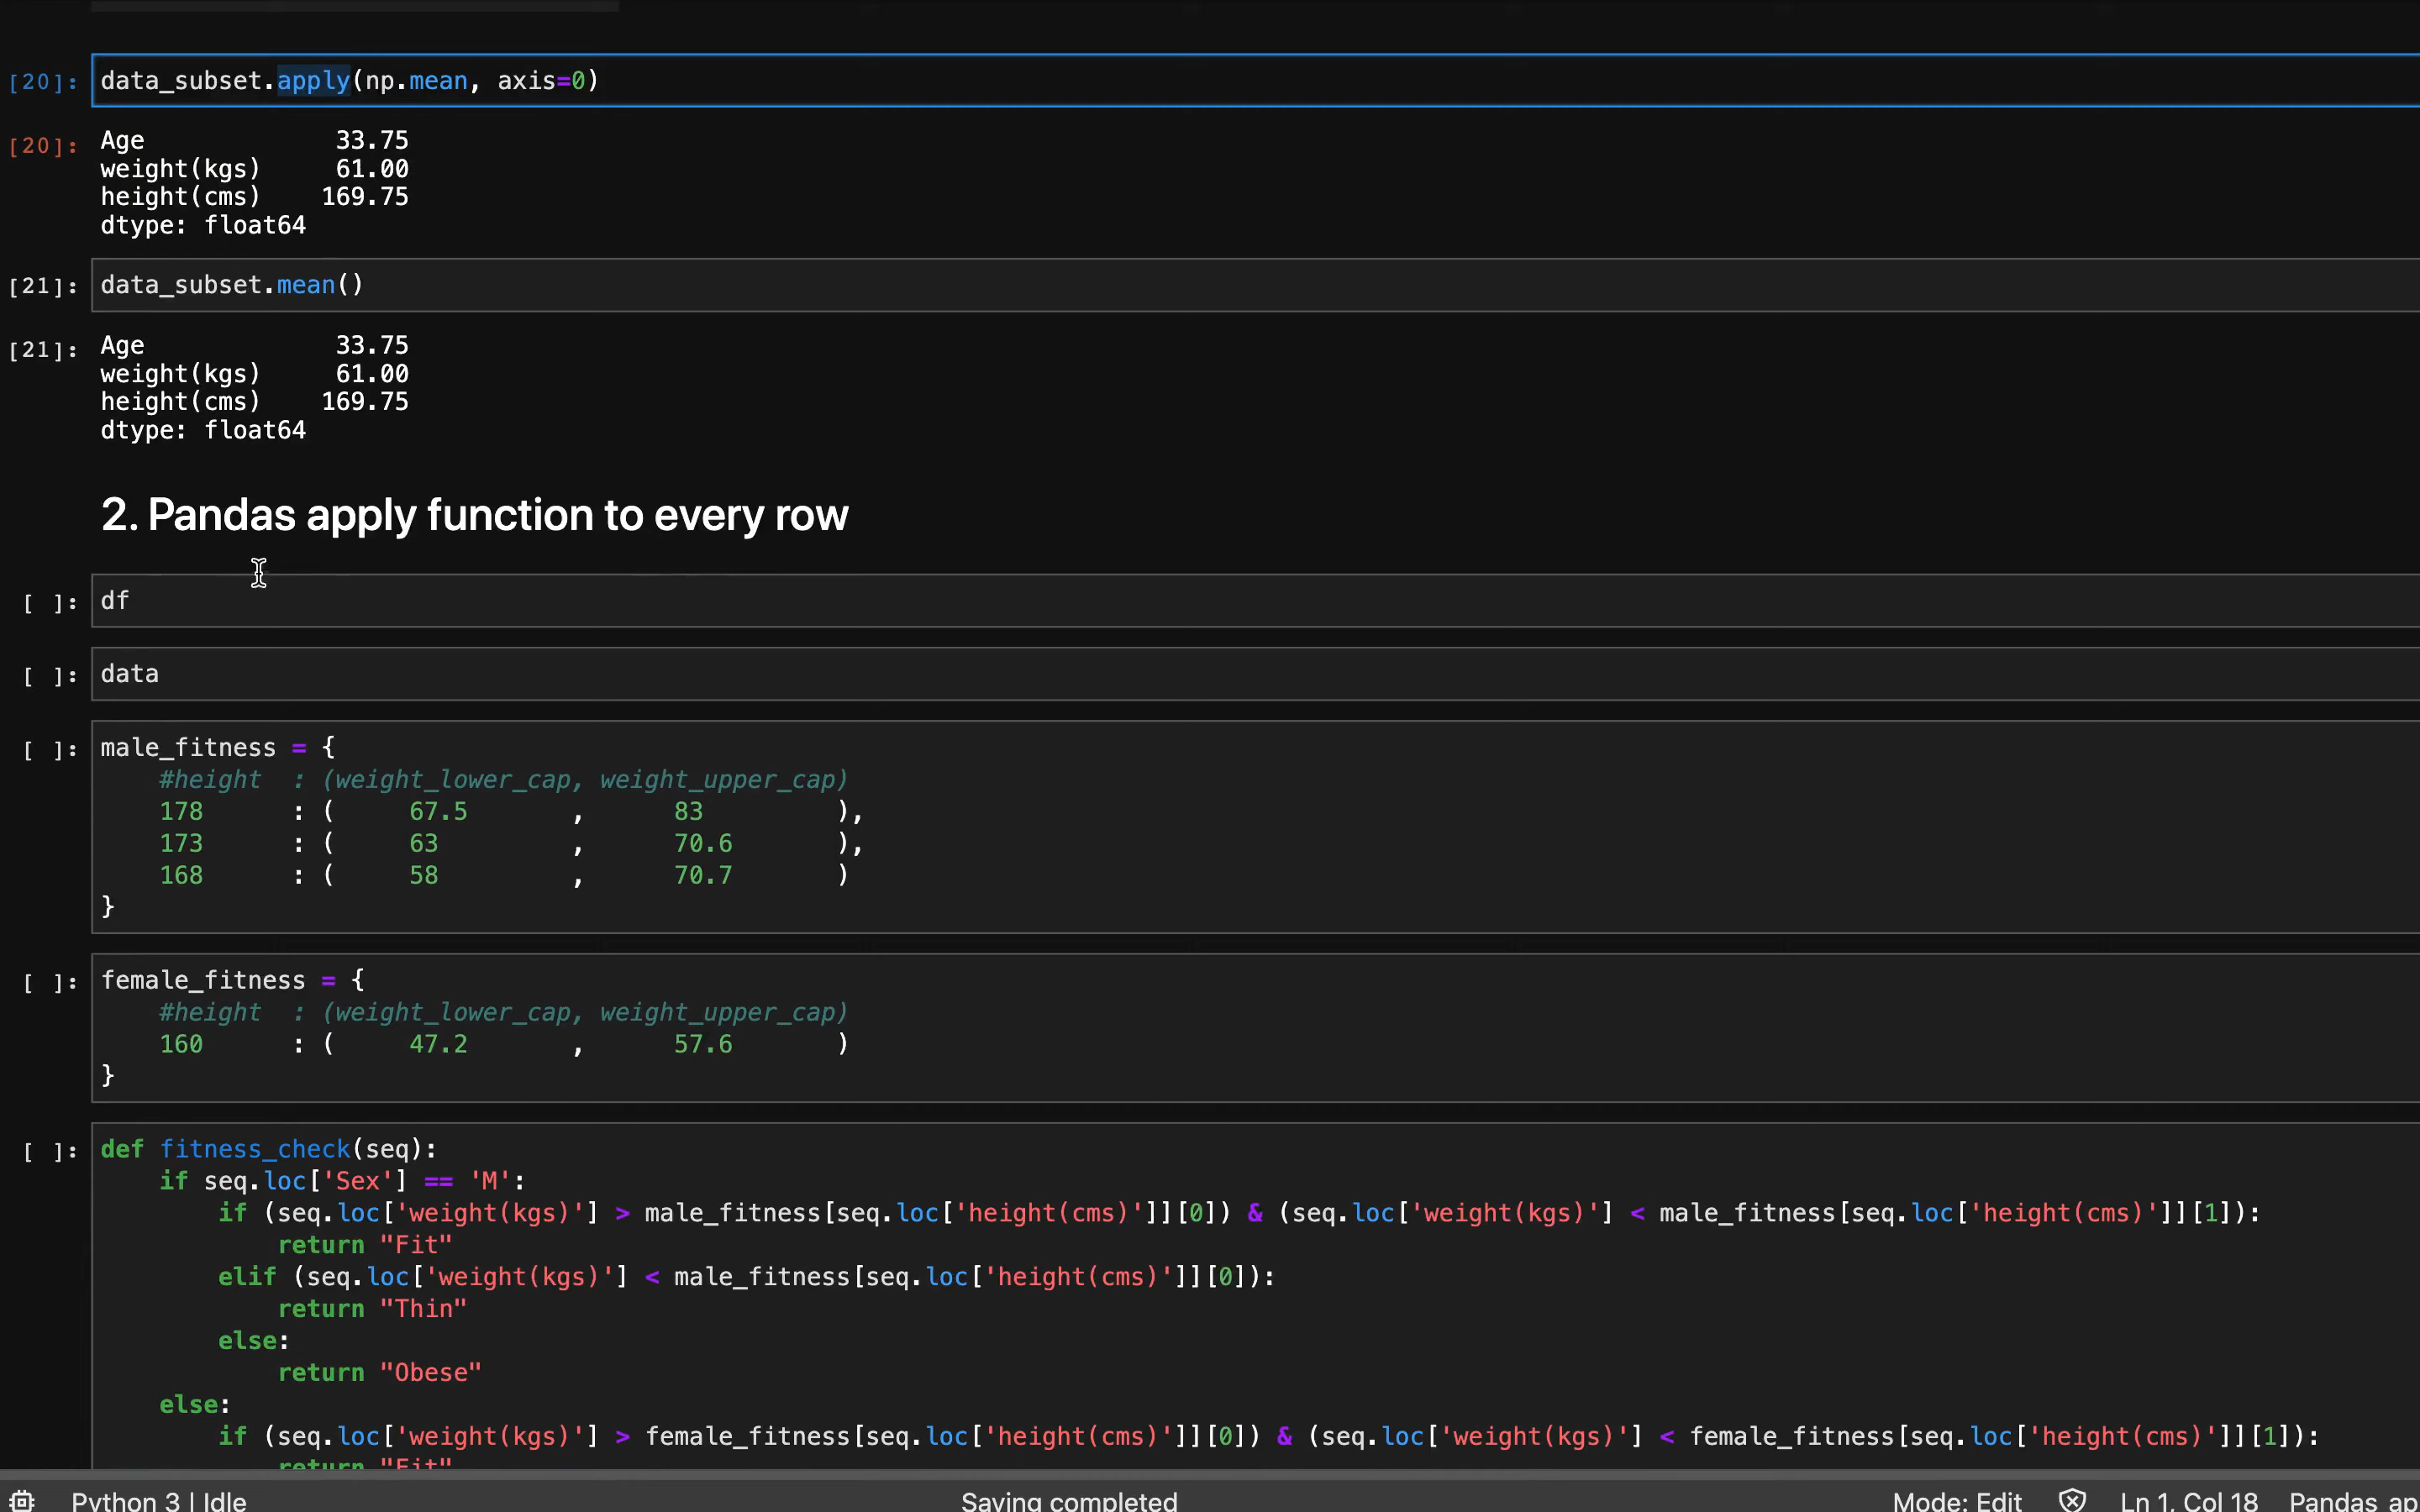 [20]: data_subset.apply(np.mean, axis=0)
[20]: Age 33.75
weight(kgs) 61.00
height(cms) 169.75
dtype: float64
[21]: data_subset.mean()
[21]: Age 33.75
weight(kgs) 61.00
height(cms) 169.75
dtype: float64
2. Pandas apply function to every row
[ ]: df
[ ]: data
[ ]: male_fitness = {
#height : (weight_lower_cap, weight_upper_cap)
178 : ( 67.5 , 83 ),
173 : ( 63 , 70.6 ),
168 : ( 58 , 70.7 )
}
[ ]: female_fitness = {
#height : (weight_lower_cap, weight_upper_cap)
160 : ( 47.2 , 57.6 )
}
[ ]: def fitness_check(seq):
if seq.loc['Sex'] == 'M':
if (seq.loc['weight(kgs)'] > male_fitness[seq.loc['height(cms)']][0]) & (seq.loc['weight(kgs)'] < male_fitness[seq.loc['height(cms)']][1]):
return "Fit"
elif (seq.loc['weight(kgs)'] < male_fitness[seq.loc['height(cms)']][0]):
return "Thin"
else:
return "Obese"
else:
if (seq.loc['weight(kgs)'] > female_fitness[seq.loc['height(cms)']][0]) & (seq.loc['weight(kgs)'] < female_fitness[seq.loc['height(cms)']][1]):
return "Fit"
Python 3 | Idle Saving completed Mode: Edit Ln 1, Col 18 Pandas_ap